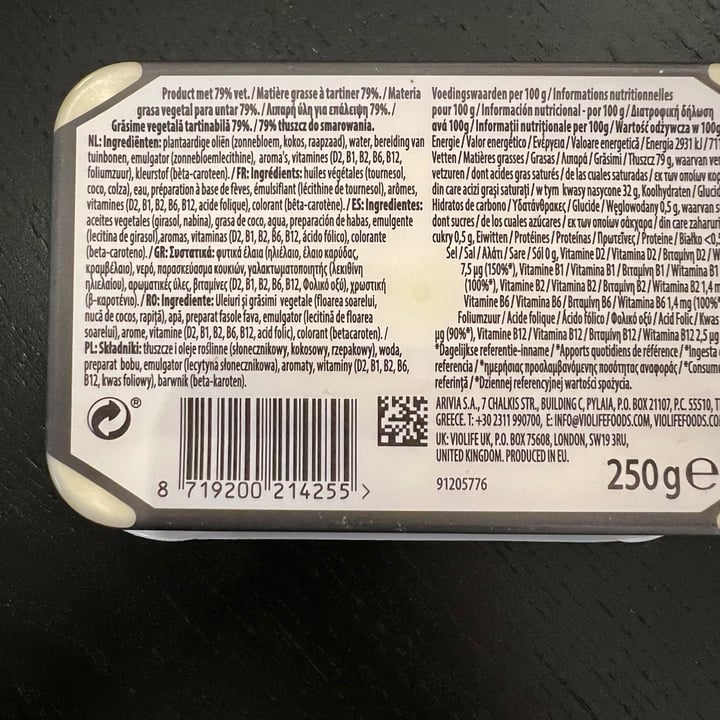 Product met 79% vet. / Matière grasse à tartiner 79%. / Materia
grasa vegetal para untar 79%. / Λιπαρή ύλη για επάλειψη 79%. /
Grăsime vegetală tartinabilă 79%. / 79% tłuszcz do smarowania.
NL: Ingrediënten: plantaardige oliën (zonnebloem, kokos, raapzaad), water, bereiding van
tuinbonen, emulgator (zonnebloemlecithine), aroma's, vitamines (D2, B1, B2, B6, B12,
foliumzuur), kleurstof (bèta-caroteen). / FR: Ingrédients: huiles végétales (tournesol,
coco, colza), eau, préparation à base de fèves, émulsifiant (lécithine de tournesol), arômes,
vitamines (D2, B1, B2, B6, B12, acide folique), colorant (bêta-carotène). / ES: Ingredientes:
aceites vegetales (girasol, nabina), grasa de coco, agua, preparación de habas, emulgente
(lecitina de girasol),aromas, vitaminas (D2, B1, B2, B6, B12, ácido fólico), colorante
(beta-caroteno). / GR: Συστατικά: φυτικά έλαια (ηλιέλαιο, έλαιο καρύδας,
κραμβέλαιο), νερό, παρασκεύασμα κουκιών, γαλακτωματοποιητής (λεκιθίνη
ηλιελαίου), αρωματικές ύλες, βιταμίνες (D2, B1, B2, B6, B12, Φολικό οξύ), χρωστική
(β-καροτένιο). / RO: Ingrediente: Uleiuri și grăsimi vegetale (floarea soarelui,
nucă de cocos, rapiță), apă, preparat fasole fava, emulgator (lecitină de floarea
soarelui), arome, vitamine (D2, B1, B2, B6, B12, acid folic), colorant (betacaroten). /
PL: Składniki: tłuszcze i oleje roślinne (słonecznikowy, kokosowy, rzepakowy), woda,
preparat bobu, emulgator (lecytyna słonecznikowa), aromaty, witaminy (D2, B1, B2, B6,
B12, kwas foliowy), barwnik (beta-karoten).
®
8 719200 214255 >
Voedingswaarden per 100 g / Informations nutritionnelles
pour 100 g / Información nutricional - por 100 g / Διατροφική δήλωση
ανά 100g / Informații nutriționale per 100g / Wartość odżywcza w 100g
Energie / Valor energético / Ενέργεια / Valoare energetică / Energia 2931 kJ / 711
Vetten / Matières grasses / Grasas / Λιπαρά / Grăsimi / Tłuszcz 79 g, waarvan ver
vetzuren / dont acides gras saturés / de las cuales saturadas / εκ των οποίων κορ
din care acizi grași saturați / w tym kwasy nasycone 32 g, Koolhydraten / Glucid
Hidratos de carbono / Υδατάνθρακες / Glucide / Węglowodany 0,5 g, waarvan s
dont sucres / de los cuales azúcares / εκ των οποίων σάκχαρα / din care zaharuri
cukry 0,5 g, Eiwitten / Protéines / Proteínas / Πρωτεΐνες / Proteine / Białko <0,5
Sel / Sal / Αλάτι / Sare / Sól 0 g, Vitamine D2 / Vitamina D2 / Βιταμίνη D2 / W
7,5 µg (150%*), Vitamine B1 / Vitamina B1 / Βιταμίνη B1 / Witamina B1
(100%*), Vitamine B2 / Vitamina B2 / Βιταμίνη B2 / Witamina B2 1,4 m
Vitamine B6 / Vitamina B6 / Βιταμίνη B6 / Witamina B6 1,4 mg (100%*
Foliumzuur / Acide folique / Ácido fólico / Φολικό οξύ / Acid Folic / Kwas
µg (90%*), Vitamine B12 / Vitamina B12 / Βιταμίνη B12 / Witamina B12 2,5 µg
*Dagelijkse referentie-inname / *Apports quotidiens de référence / *Ingesta
referencia / *ημερήσιας προσλαμβανόμενης ποσότητας αναφοράς / *Consum
referință / *Dziennej referencyjnej wartości spożycia.
ARIVIA S.A., 7 CHALKIS STR., BUILDING C, PYLAIA, P.O. BOX 21107, P.C. 55510, T
GREECE. T: +30 2311 990700, E: INFO@VIOLIFEFOODS.COM, VIOLIFEFOODS.CO
UK: VIOLIFE UK, P.O. BOX 75608, LONDON, SW19 3RU,
UNITED KINGDOM. PRODUCED IN EU.
91205776
250 g ℮